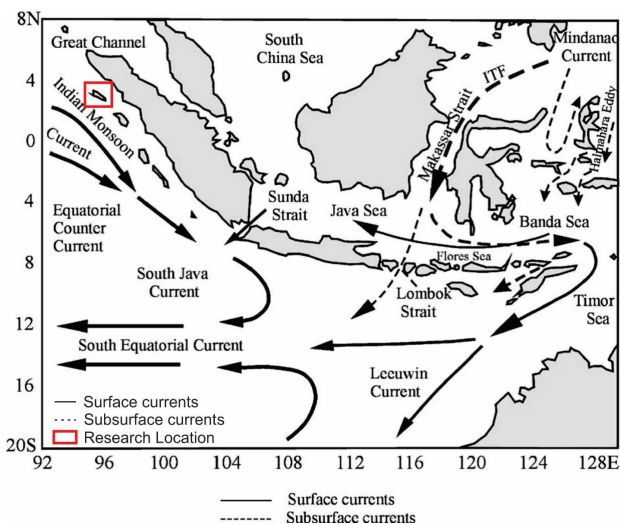 8N
Great Channel
South
China Sea
Mindanao
Current
ITF
4
Indian Monsoon
Current
Makassar Strait
Halmahara Eddy
0
4
Equatorial
Counter
Current
Sunda
Strait
Java Sea
Banda Sea
Flores Sea
8
South Java
Current
Lombok
Strait
Timor
Sea
12
South Equatorial Current
Leeuwin
Current
16
Surface currents
Subsurface currents
Research Location
20S
92 96 100 104 108 112 116 120 124 128E
Surface currents
Subsurface currents